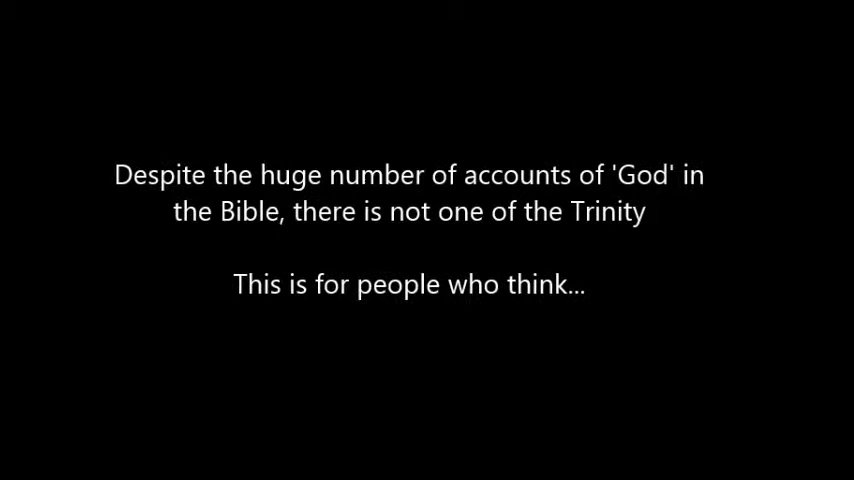 Despite the huge number of accounts of 'God' in
the Bible, there is not one of the Trinity
This is for people who think...